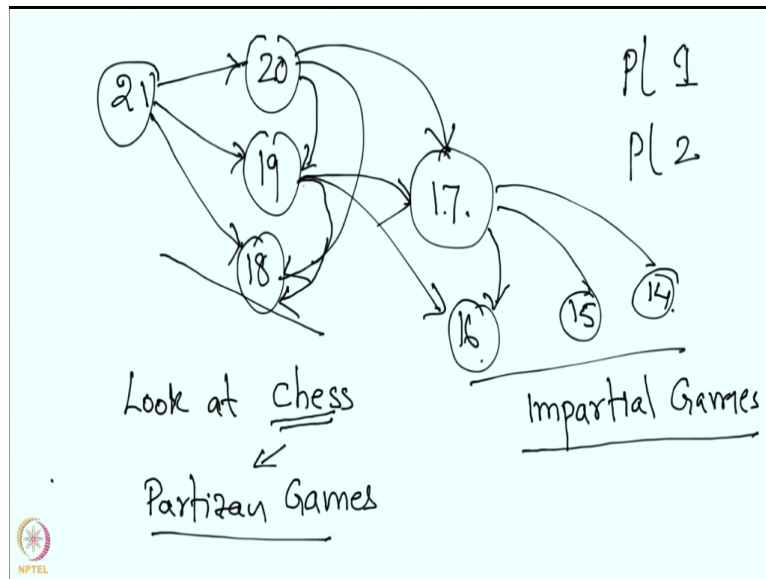 21
20
19
18
17.
16.
15
14.
Pl 1
Pl 2
Look at chess
Partizan Games
Impartial Games
NPTEL